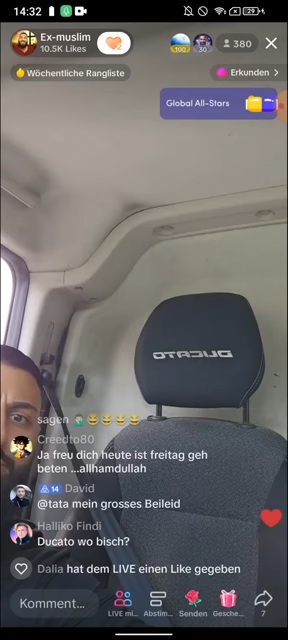 14:32
29
Ex-muslim
10.5K Likes
100
30
380
Wöchentliche Rangliste
Erkunden
Global All-Stars
DUCATO
sagen 🤦🏻‍♂️😂😂😂😂
Creedto80
Ja freu dich heute ist freitag geh
beten ...allhamdullah
14 David
@tata mein grosses Beileid
Halliko Findi
Ducato wo bisch?
Dalia hat dem LIVE einen Like gegeben
Komment...
LIVE mi...
Abstim...
Senden
Gesche...
7